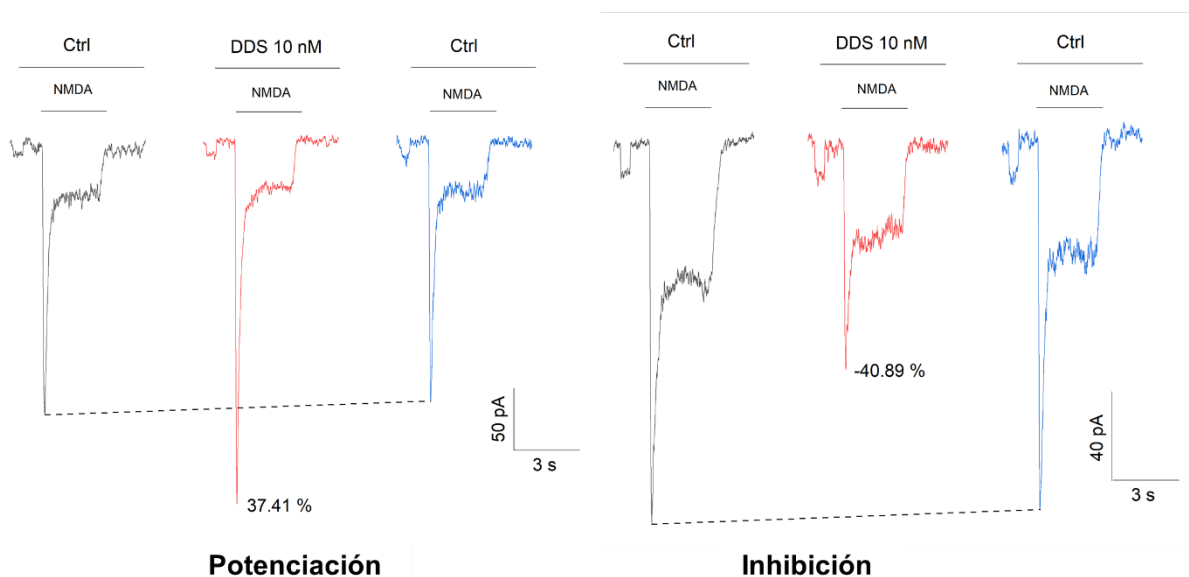 Ctrl
DDS 10 nM
Ctrl
NMDA
NMDA
NMDA
37.41 %
50 pA
3 s
Potenciación
Ctrl
DDS 10 nM
Ctrl
NMDA
NMDA
NMDA
-40.89 %
40 pA
3 s
Inhibición